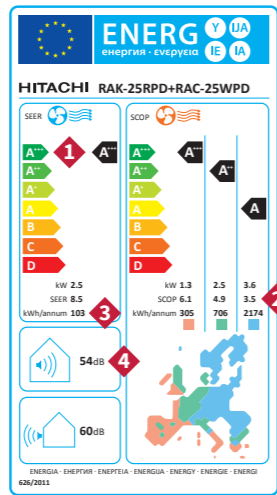 ENERG Y IJA
енергия · ενεργεια IE IA
HITACHI RAK-25RPD+RAC-25WPD
SEER SCOP
A+++ 1 A+++ A+++ A+++
A++ A++ A++
A+ A+
A A A
B B
C C
D D
kW 2.5 kW 1.3 2.5 3.6
SEER 8.5 SCOP 6.1 4.9 3.5 2
kWh/annum 103 3 kWh/annum 305 706 2174
54dB 4
60dB
ENERGIA · ЕНЕРГИЯ · ΕΝΕΡΓΕΙΑ · ENERGIJA · ENERGY · ENERGIE · ENERGI
626/2011